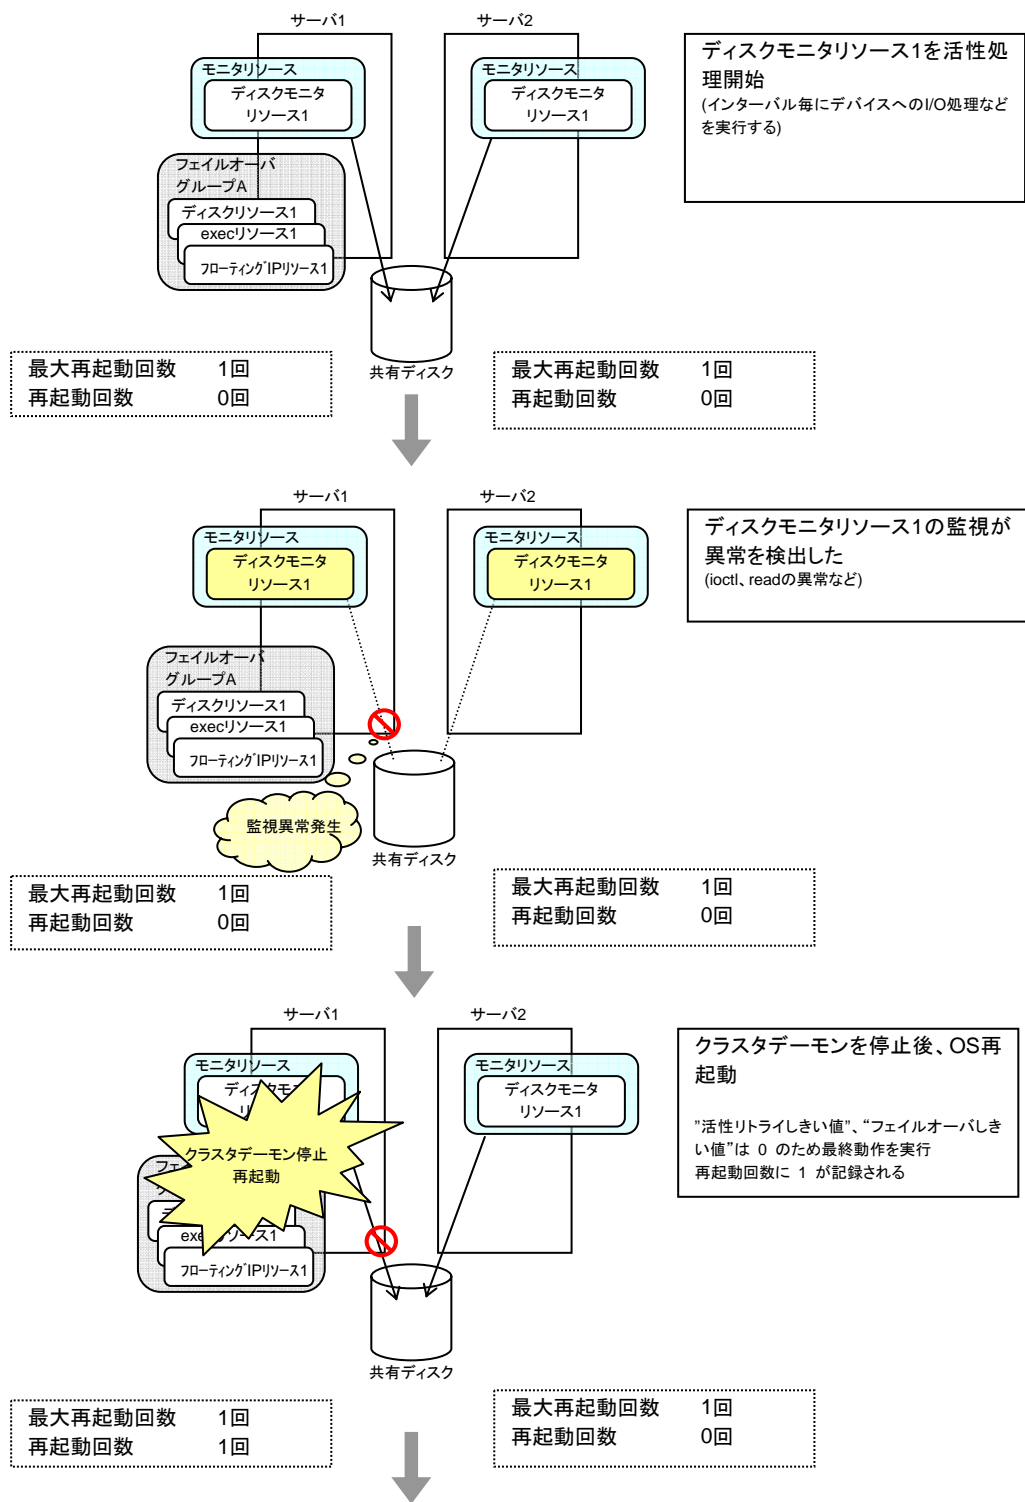 サーバ1
サーバ2
モニタリソース
ディスクモニタ
リソース1
モニタリソース
ディスクモニタ
リソース1
ディスクモニタリソース1を活性処
理開始
(インターバル毎にデバイスへのI/O処理など
を実行する)
フェイルオーバ
グループA
ディスクリソース1
execリソース1
フローティングIPリソース1
共有ディスク
最大再起動回数 1回
再起動回数 0回
最大再起動回数 1回
再起動回数 0回
サーバ1
サーバ2
モニタリソース
ディスクモニタ
リソース1
モニタリソース
ディスクモニタ
リソース1
ディスクモニタリソース1の監視が
異常を検出した
(ioctl、readの異常など)
フェイルオーバ
グループA
ディスクリソース1
execリソース1
フローティングIPリソース1
監視異常発生
共有ディスク
最大再起動回数 1回
再起動回数 0回
最大再起動回数 1回
再起動回数 0回
サーバ1
サーバ2
モニタリソース
ディスクモニ
リ
モニタリソース
ディスクモニタ
リソース1
クラスタデーモンを停止後、OS再
起動
"活性リトライしきい値"、“フェイルオーバしき
い値”は 0 のため最終動作を実行
再起動回数に 1 が記録される
クラスタデーモン停止
再起動
フェ
execリソース1
フローティングIPリソース1
共有ディスク
最大再起動回数 1回
再起動回数 1回
最大再起動回数 1回
再起動回数 0回